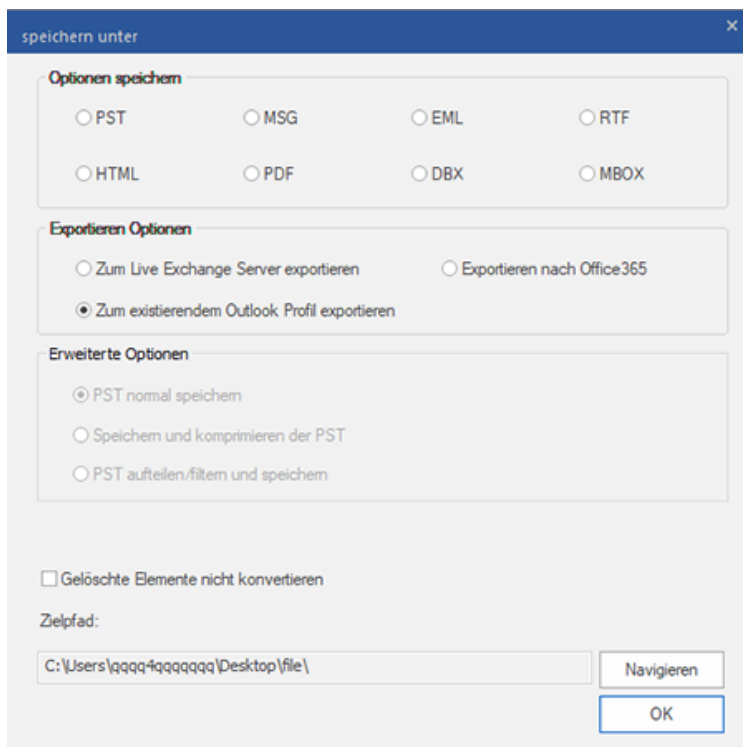 speichern unter
Optionen speichern
PST MSG EML RTF
HTML PDF DBX MBOX
Exportieren Optionen
Zum Live Exchange Server exportieren Exportieren nach Office365
Zum existierendem Outlook Profil exportieren
Erweiterte Optionen
PST normal speichern
Speichern und komprimieren der PST
PST aufteilen/filtern und speichern
Gelöschte Elemente nicht konvertieren
Zielpfad:
C:\Users\qqqq4qqqqqqq\Desktop\file\ Navigieren
OK